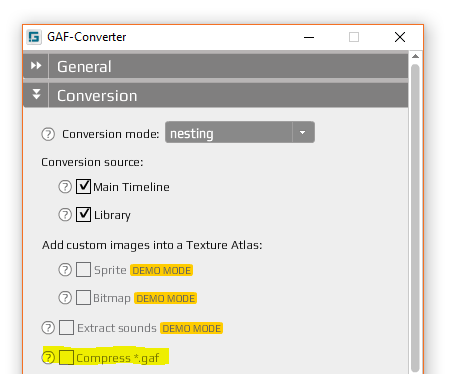 GAF-Converter
General
Conversion
? Conversion mode: nesting
Conversion source:
? Main Timeline
? Library
Add custom images into a Texture Atlas:
? Sprite DEMO MODE
? Bitmap DEMO MODE
? Extract sounds DEMO MODE
? Compress *.gaf